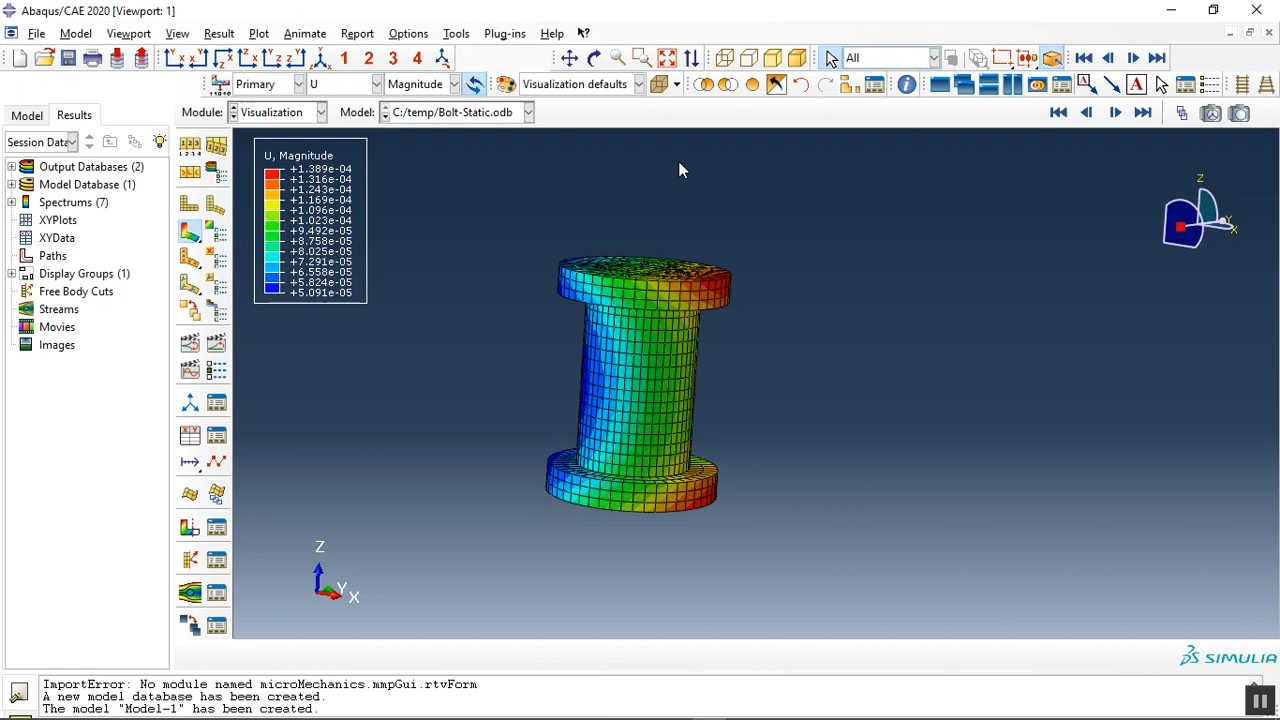 Abaqus/CAE 2020 [Viewport: 1]
File Model Viewport View Result Plot Animate Report Options Tools Plug-ins Help
1 2 3 4 All
Primary U Magnitude Visualization defaults
Model Results Module: Visualization Model: C:/temp/Bolt-Static.odb
Session Data
Output Databases (2)
Model Database (1)
Spectrums (7)
XYPlots
XYData
Paths
Display Groups (1)
Free Body Cuts
Streams
Movies
Images
U, Magnitude
+1.389e-04
+1.316e-04
+1.243e-04
+1.169e-04
+1.096e-04
+1.023e-04
+9.492e-05
+8.758e-05
+8.025e-05
+7.291e-05
+6.558e-05
+5.824e-05
+5.091e-05
Z
Y
X
Z
Y
X
SIMULIA
ImportError: No module named microMechanics.mmpGui.rtvForm
A new model database has been created.
The model "Model-1" has been created.